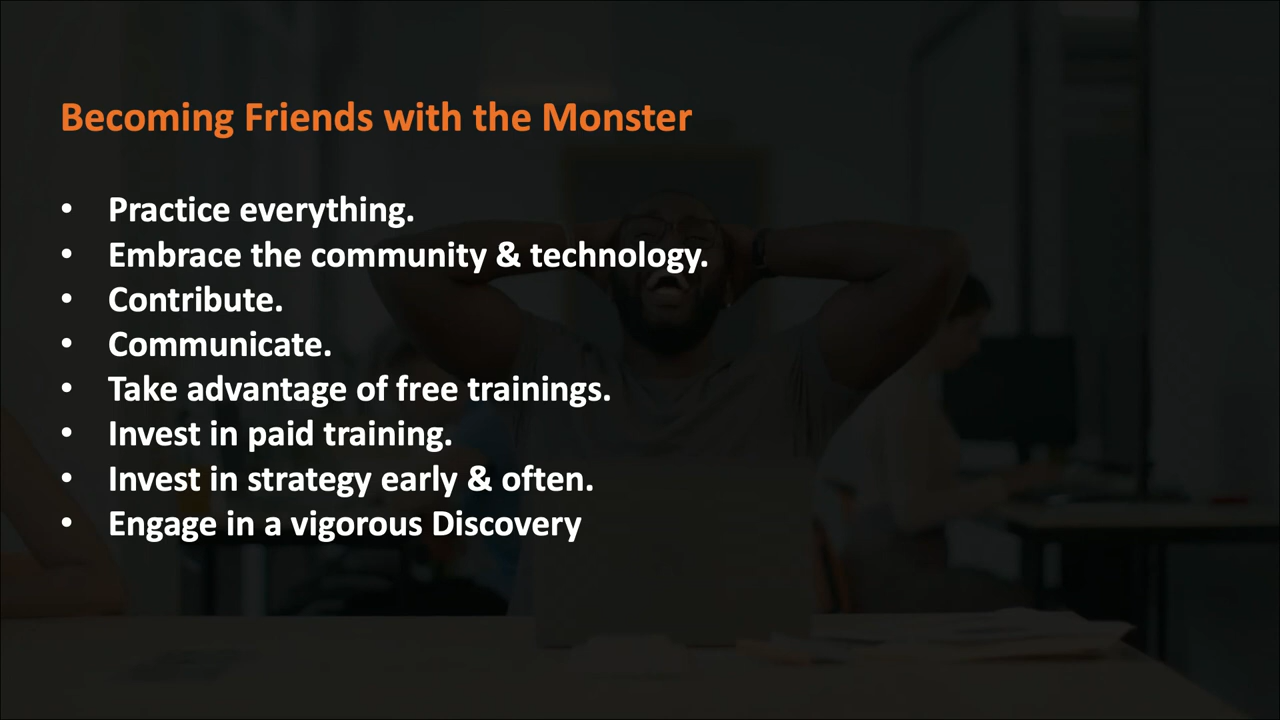 Becoming Friends with the Monster
• Practice everything.
• Embrace the community & technology.
• Contribute.
• Communicate.
• Take advantage of free trainings.
• Invest in paid training.
• Invest in strategy early & often.
• Engage in a vigorous Discovery